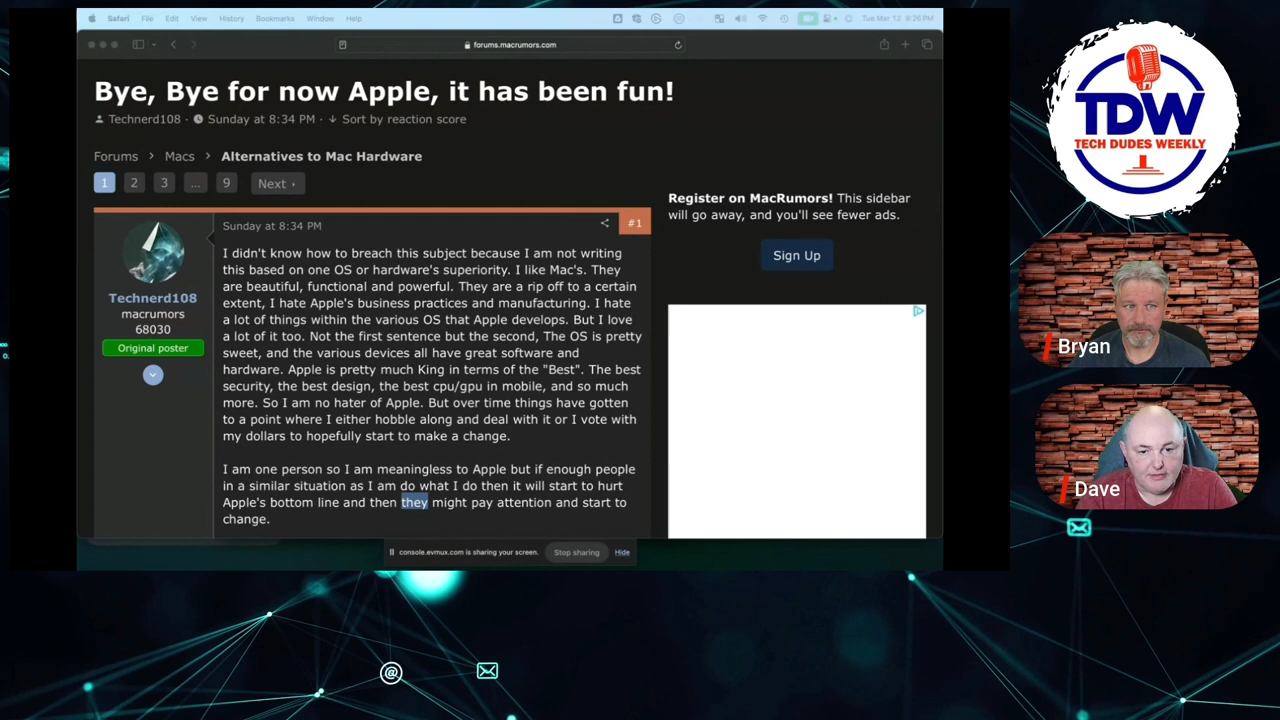 Safari File Edit View History Bookmarks Window Help
Tue Mar 12 9:26 PM
forums.macrumors.com
Bye, Bye for now Apple, it has been fun!
Technerd108 · Sunday at 8:34 PM · Sort by reaction score
Forums > Macs > Alternatives to Mac Hardware
1 2 3 ... 9 Next ›
Sunday at 8:34 PM
#1
Technerd108
macrumors
68030
Original poster
I didn't know how to breach this subject because I am not writing
this based on one OS or hardware's superiority. I like Mac's. They
are beautiful, functional and powerful. They are a rip off to a certain
extent, I hate Apple's business practices and manufacturing. I hate
a lot of things within the various OS that Apple develops. But I love
a lot of it too. Not the first sentence but the second, The OS is pretty
sweet, and the various devices all have great software and
hardware. Apple is pretty much King in terms of the "Best". The best
security, the best design, the best cpu/gpu in mobile, and so much
more. So I am no hater of Apple. But over time things have gotten
to a point where I either hobble along and deal with it or I vote with
my dollars to hopefully start to make a change.
I am one person so I am meaningless to Apple but if enough people
in a similar situation as I am do what I do then it will start to hurt
Apple's bottom line and then they might pay attention and start to
change.
Register on MacRumors! This sidebar
will go away, and you'll see fewer ads.
Sign Up
console.evmux.com is sharing your screen. Stop sharing Hide
TDW
TECH DUDES WEEKLY
Bryan
Dave
@